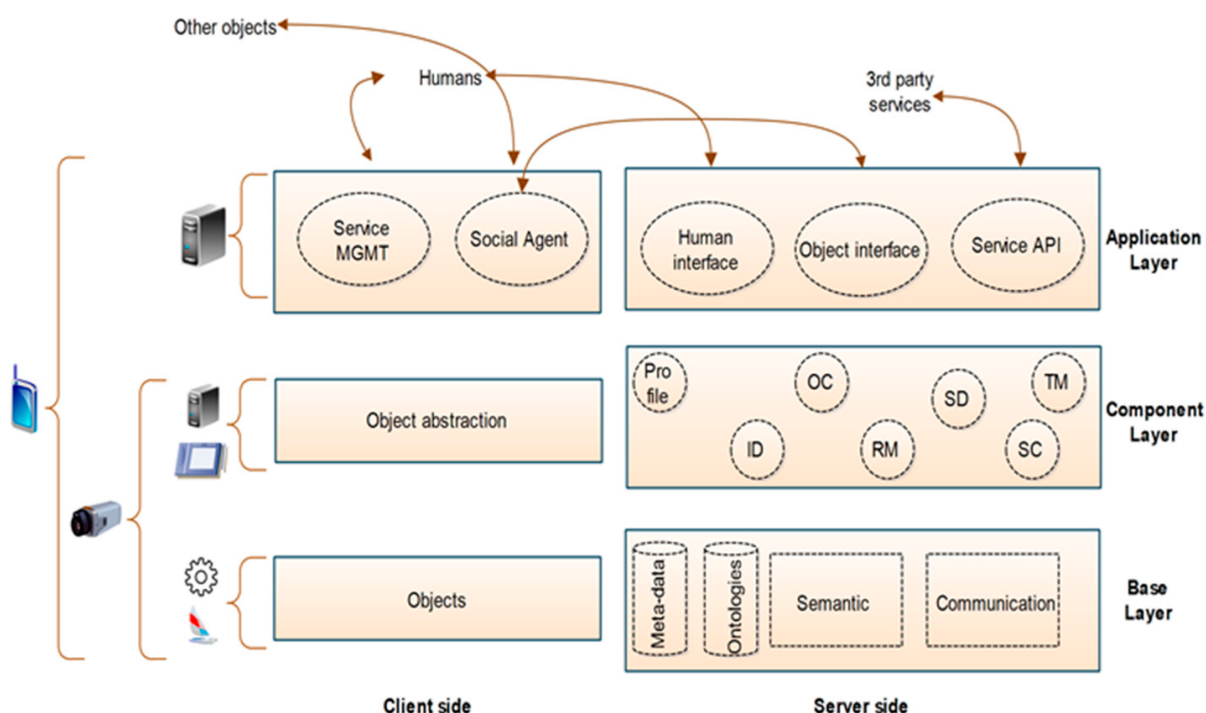 Other objects
Humans
3rd party
services
Service
MGMT
Social Agent
Human
interface
Object interface
Service API
Application
Layer
Object abstraction
Pro
file
OC
SD
TM
ID
RM
SC
Component
Layer
Objects
Meta-data
Ontologies
Semantic
Communication
Base
Layer
Client side
Server side